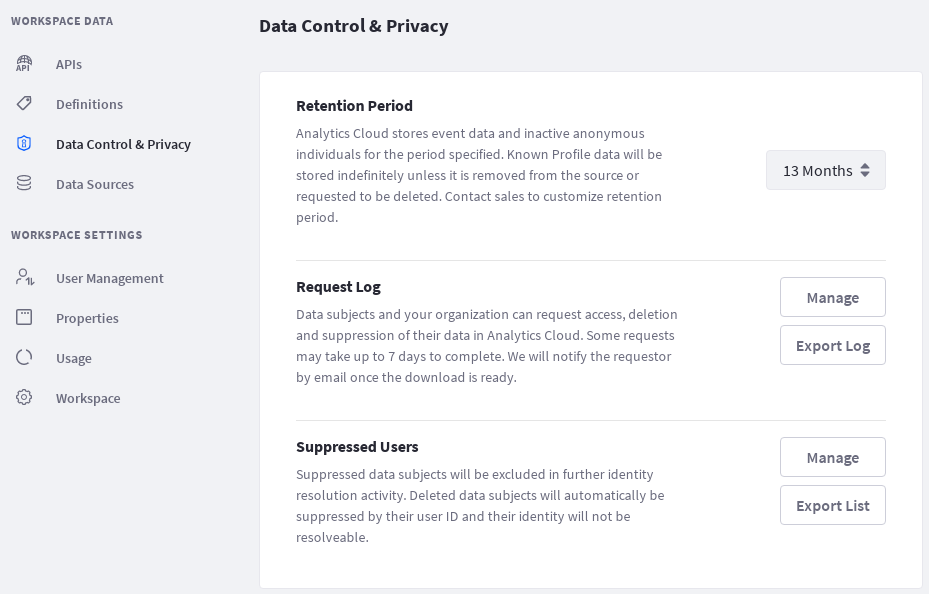 WORKSPACE DATA
API
APIs
Definitions
Data Control & Privacy
Data Sources
WORKSPACE SETTINGS
User Management
Properties
Usage
Workspace
Data Control & Privacy
Retention Period
Analytics Cloud stores event data and inactive anonymous
individuals for the period specified. Known Profile data will be
stored indefinitely unless it is removed from the source or
requested to be deleted. Contact sales to customize retention
period.
13 Months
Request Log
Data subjects and your organization can request access, deletion
and suppression of their data in Analytics Cloud. Some requests
may take up to 7 days to complete. We will notify the requestor
by email once the download is ready.
Manage
Export Log
Suppressed Users
Suppressed data subjects will be excluded in further identity
resolution activity. Deleted data subjects will automatically be
suppressed by their user ID and their identity will not be
resolveable.
Manage
Export List